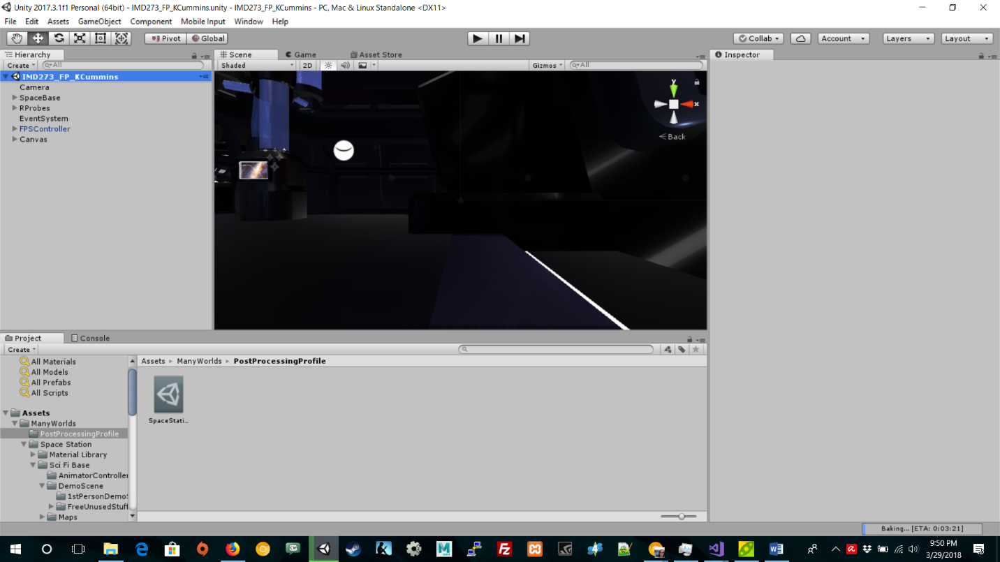 Unity 2017.3.1f1 Personal (64bit) - IMD273_FP_KCummins.unity - IMD273_FP_KCummins - PC, Mac & Linux Standalone <DX11>
File Edit Assets GameObject Component Mobile Input Window Help
Pivot Global Collab Account Layers Layout
Hierarchy
Create All
IMD273_FP_KCummins
Camera
SpaceBase
RProbes
EventSystem
FPSController
Canvas
Scene Game Asset Store
Shaded 2D Gizmos All
y
x
Back
Inspector
Project Console
Create
All Materials
All Models
All Prefabs
All Scripts
Assets
ManyWorlds
PostProcessingProfile
Space Station
Material Library
Sci Fi Base
AnimatorController
DemoScene
1stPersonDemoS
FreeUnusedStuff
Maps
Assets ManyWorlds PostProcessingProfile
SpaceStati...
Baking... [ETA: 0:03:21]
9:50 PM
3/29/2018